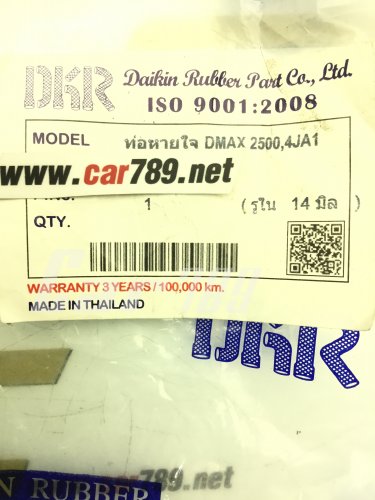 DKR Daikin Rubber Part Co., Ltd.
ISO 9001:2008
MODEL ท่อหายใจ DMAX 2500,4JA1
www.car789.net
1 (รูใน 14 มิล)
QTY.
WARRANTY 3 YEARS / 100,000 km.
MADE IN THAILAND
DKR
car789.net
N RUBBER